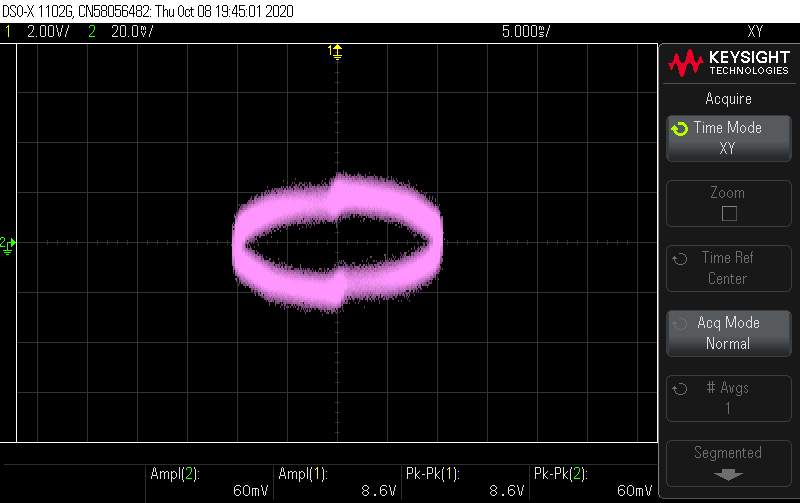 DSO-X 1102G, CN58056482: Thu Oct 08 19:45:01 2020
1 2.00V/ 2 20.0V/ 5.000s/ XY
1
KEYSIGHT
TECHNOLOGIES
Acquire
Time Mode
XY
Zoom
2
Time Ref
Center
Acq Mode
Normal
# Avgs
1
Segmented
Ampl(2): Ampl(1): Pk-Pk(1): Pk-Pk(2):
60mV 8.6V 8.6V 60mV